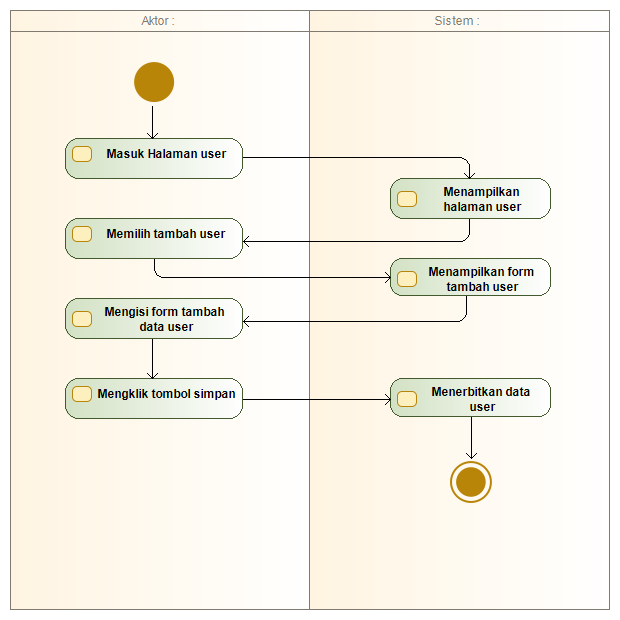 Aktor :
Sistem :
Masuk Halaman user
Menampilkan
halaman user
Memilih tambah user
Menampilkan form
tambah user
Mengisi form tambah
data user
Mengklik tombol simpan
Menerbitkan data
user